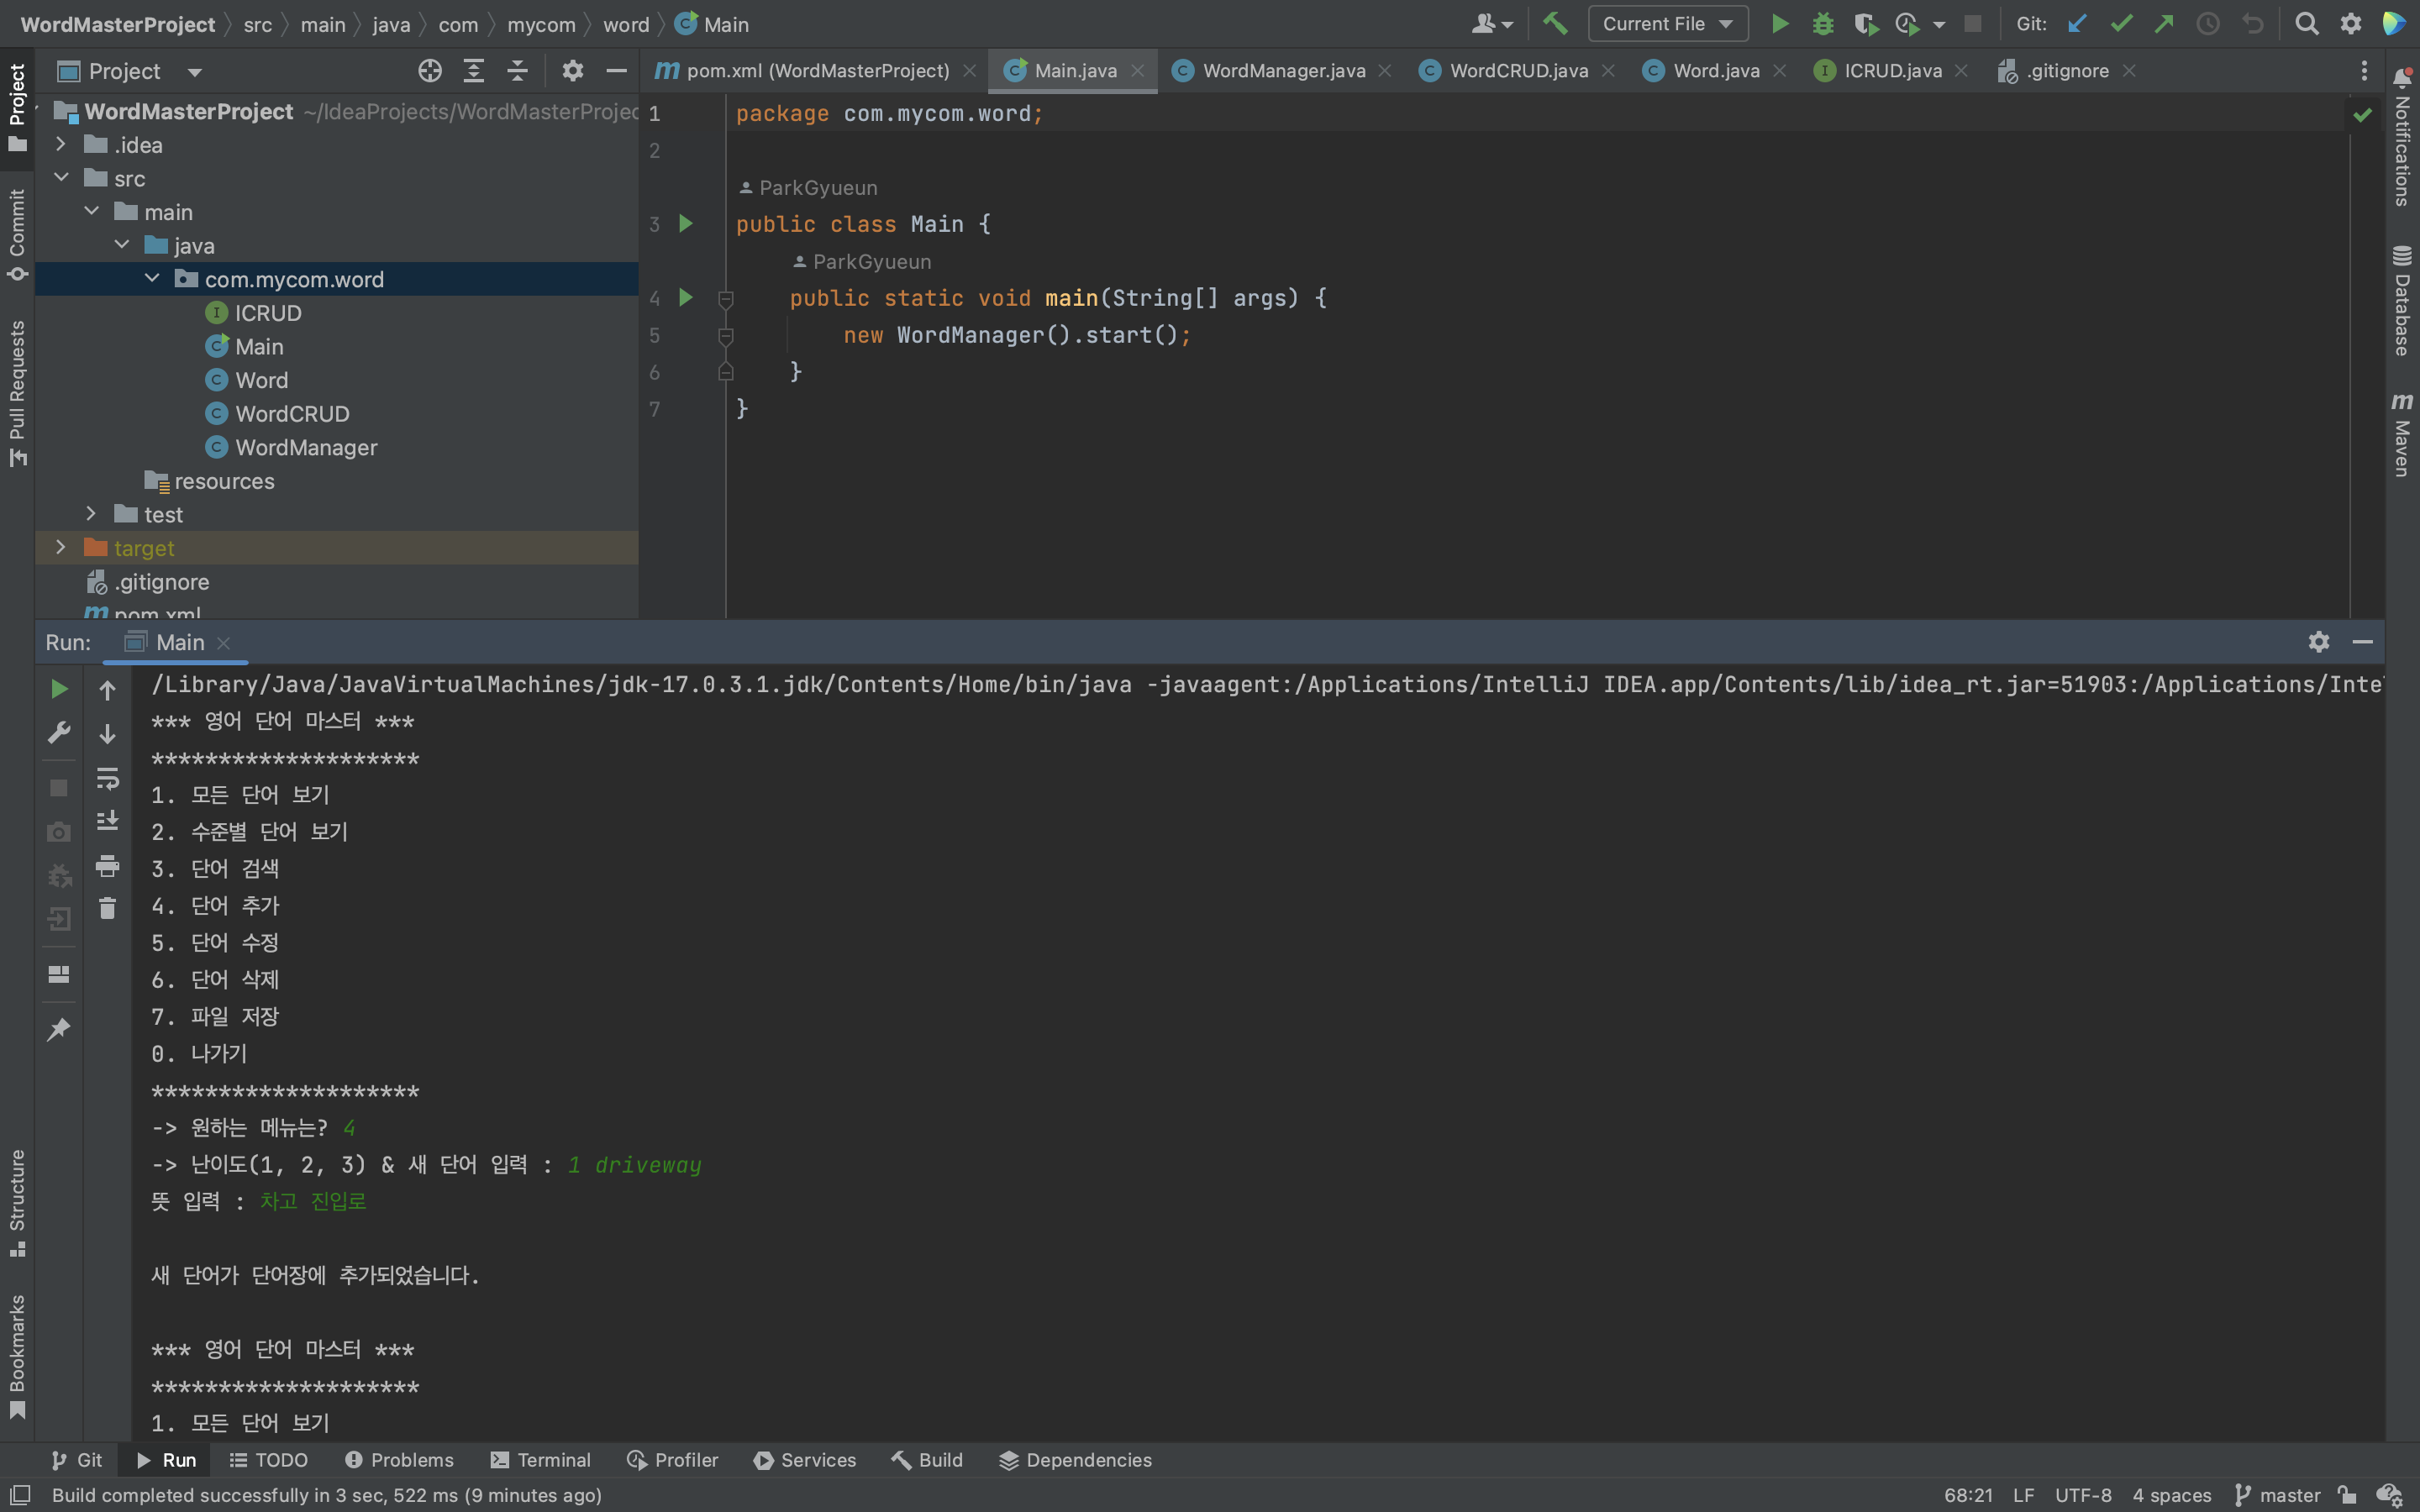 WordMasterProject > src > main > java > com > mycom > word > Main
Current File
Git:
Project
pom.xml (WordMasterProject)
Main.java
WordManager.java
WordCRUD.java
Word.java
ICRUD.java
.gitignore
Project
Commit
Pull Requests
Structure
Bookmarks
Notifications
Database
Maven
WordMasterProject ~/IdeaProjects/WordMasterProjec
.idea
src
main
java
com.mycom.word
ICRUD
Main
Word
WordCRUD
WordManager
resources
test
target
.gitignore
pom.xml
1 package com.mycom.word;
2
ParkGyueun
3 public class Main {
ParkGyueun
4 public static void main(String[] args) {
5 new WordManager().start();
6 }
7 }
Run: Main
/Library/Java/JavaVirtualMachines/jdk-17.0.3.1.jdk/Contents/Home/bin/java -javaagent:/Applications/IntelliJ IDEA.app/Contents/lib/idea_rt.jar=51903:/Applications/Inte
*** 영어 단어 마스터 ***
********************
1. 모든 단어 보기
2. 수준별 단어 보기
3. 단어 검색
4. 단어 추가
5. 단어 수정
6. 단어 삭제
7. 파일 저장
0. 나가기
********************
-> 원하는 메뉴는? 4
-> 난이도(1, 2, 3) & 새 단어 입력 : 1 driveway
뜻 입력 : 차고 진입로
새 단어가 단어장에 추가되었습니다.
*** 영어 단어 마스터 ***
********************
1. 모든 단어 보기
Git
Run
TODO
Problems
Terminal
Profiler
Services
Build
Dependencies
Build completed successfully in 3 sec, 522 ms (9 minutes ago)
68:21 LF UTF-8 4 spaces master